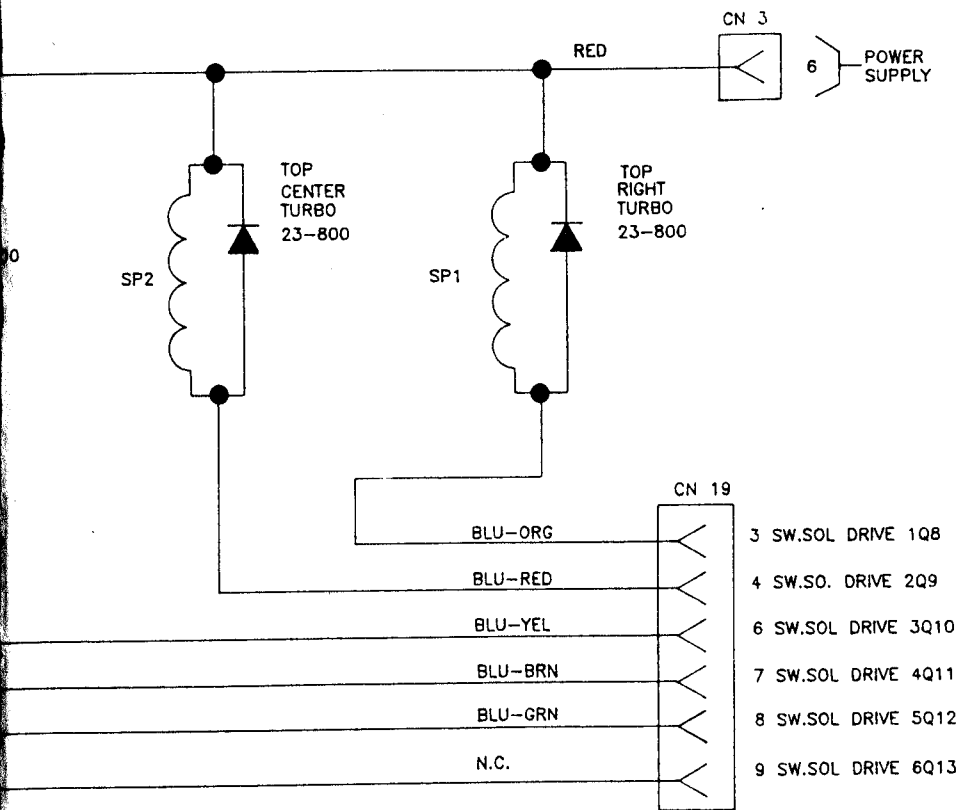 CN 3
RED
6
POWER
SUPPLY
TOP
CENTER
TURBO
23-800
SP2
TOP
RIGHT
TURBO
23-800
SP1
CN 19
BLU-ORG
3 SW.SOL DRIVE 1Q8
BLU-RED
4 SW.SO. DRIVE 2Q9
BLU-YEL
6 SW.SOL DRIVE 3Q10
BLU-BRN
7 SW.SOL DRIVE 4Q11
BLU-GRN
8 SW.SOL DRIVE 5Q12
N.C.
9 SW.SOL DRIVE 6Q13